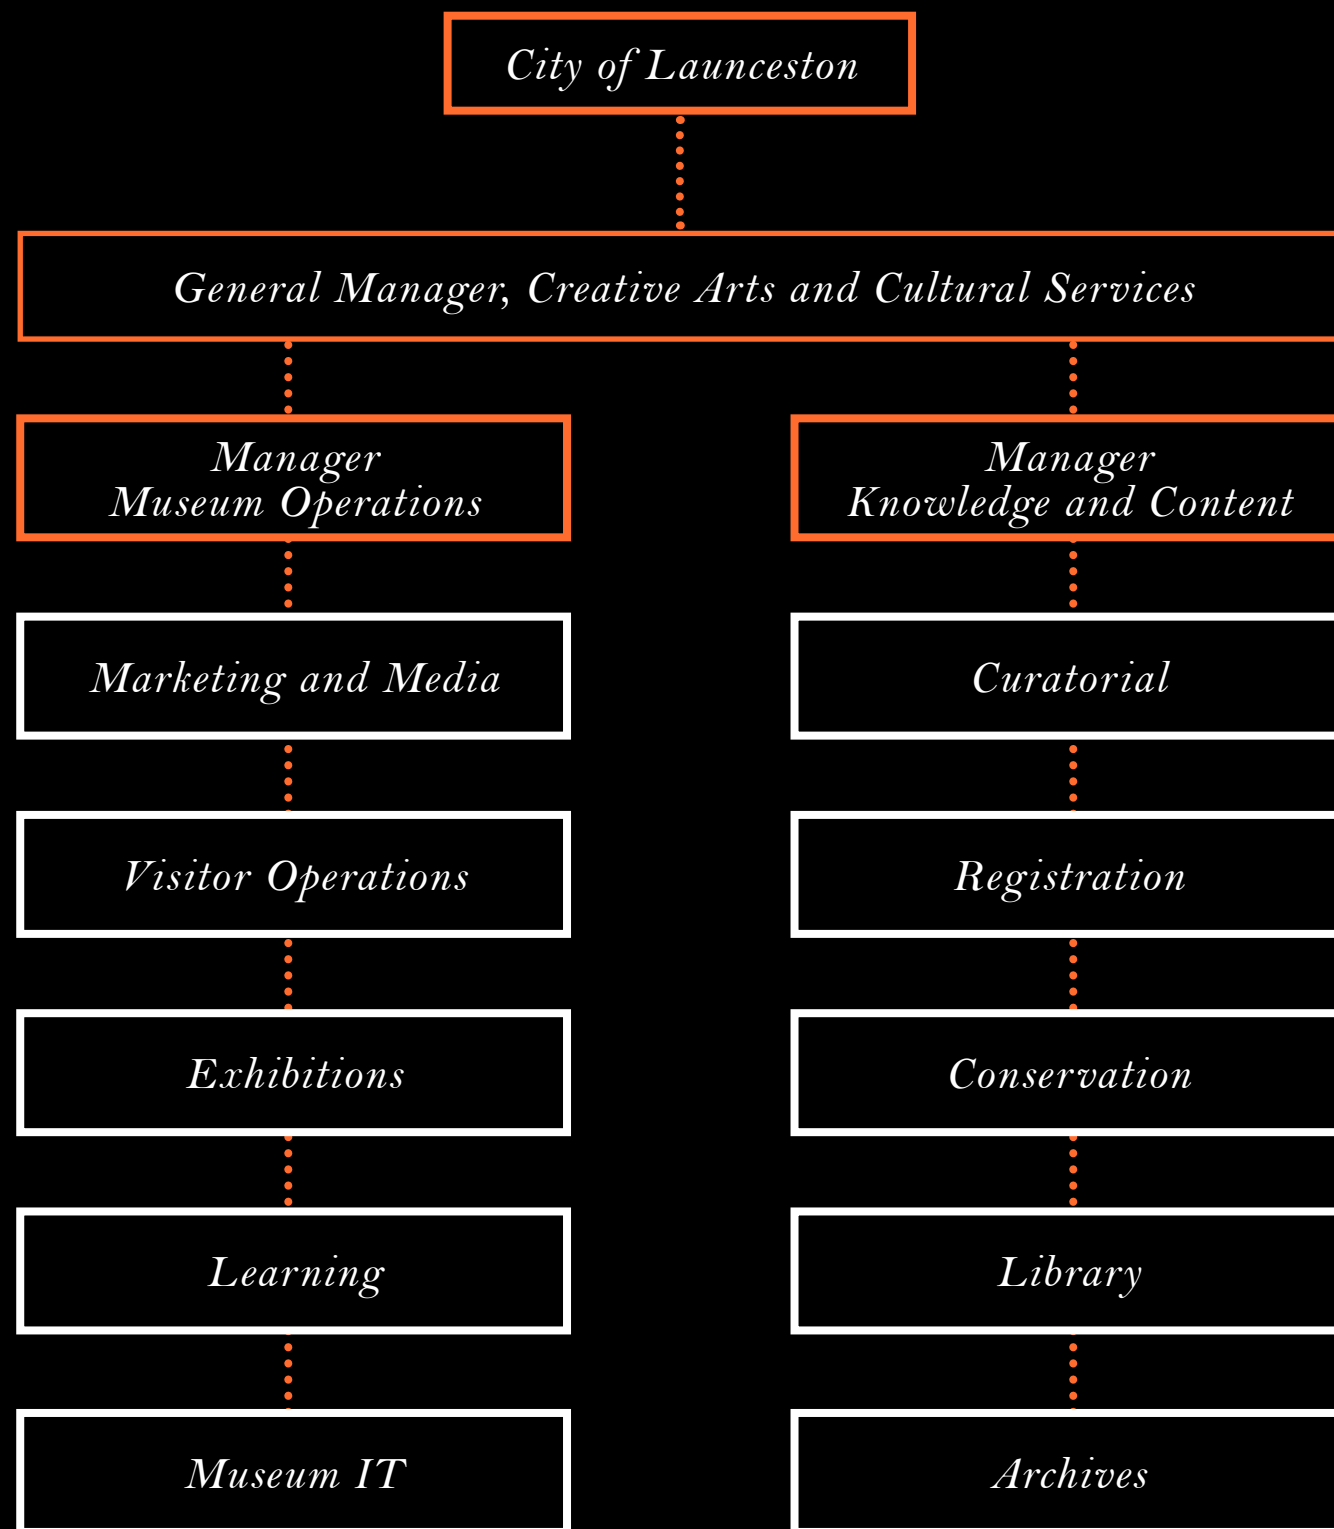 City of Launceston
General Manager, Creative Arts and Cultural Services
Manager
Museum Operations
Manager
Knowledge and Content
Marketing and Media
Curatorial
Visitor Operations
Registration
Exhibitions
Conservation
Learning
Library
Museum IT
Archives